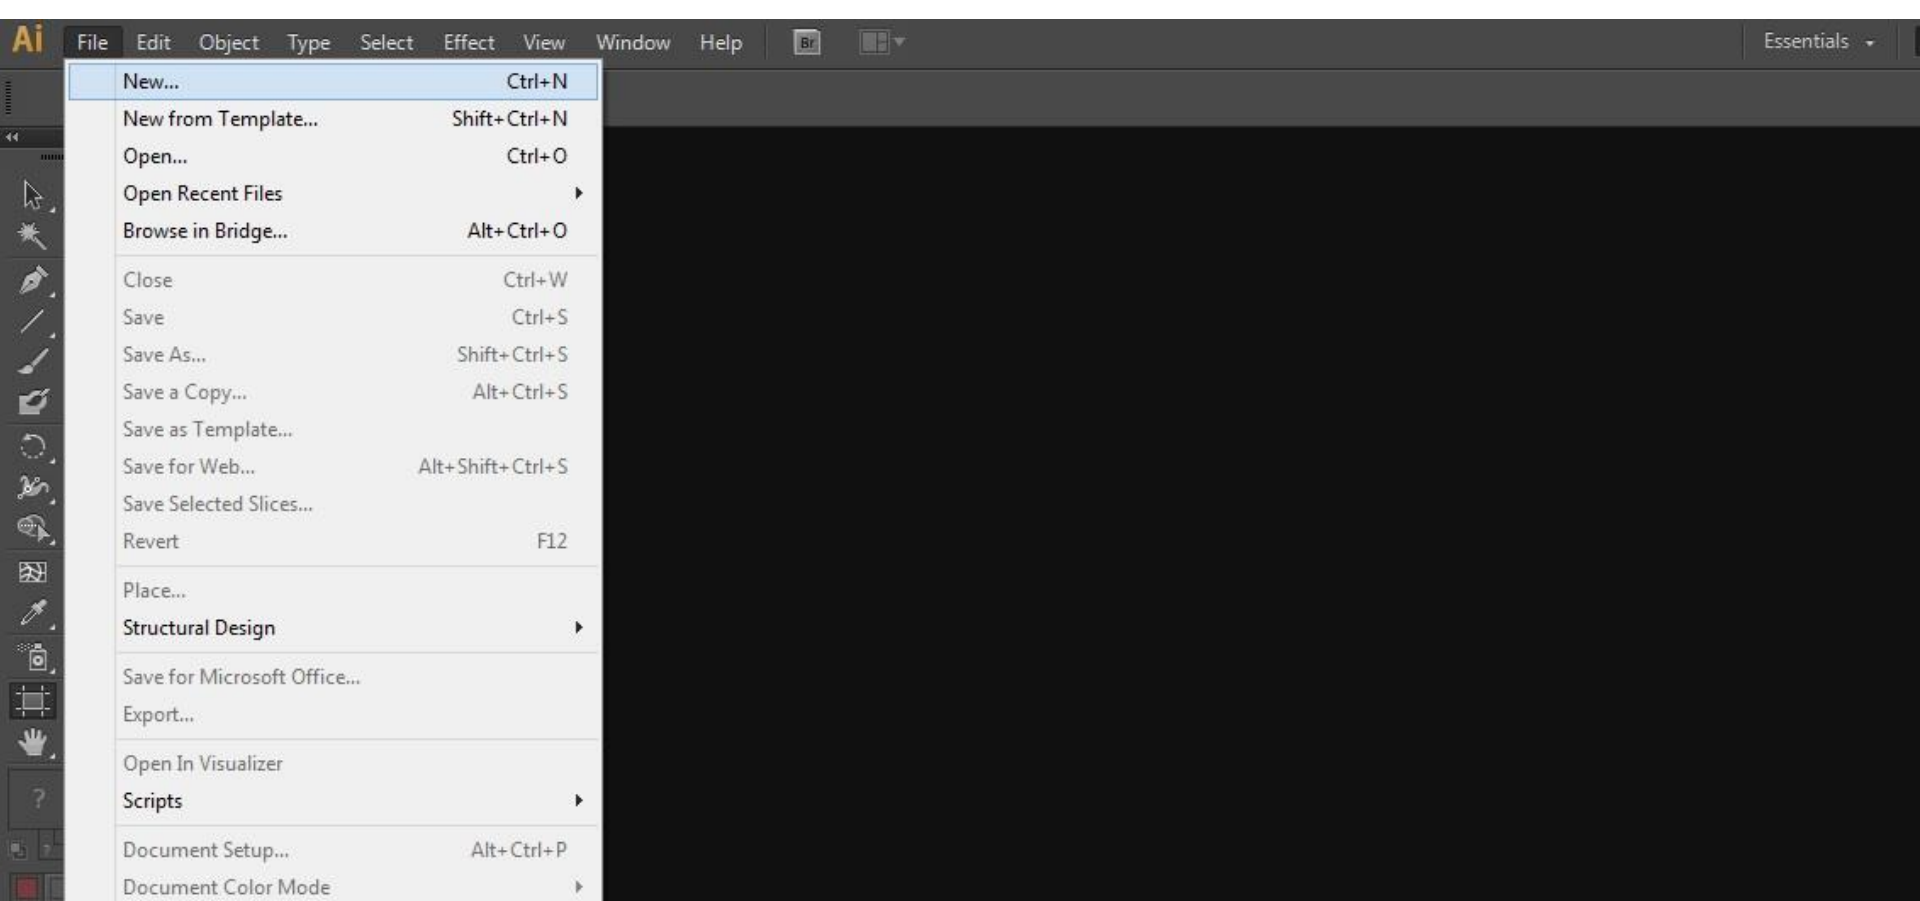 Ai File Edit Object Type Select Effect View Window Help Br Essentials
New... Ctrl+N
New from Template... Shift+Ctrl+N
Open... Ctrl+O
Open Recent Files
Browse in Bridge... Alt+Ctrl+O
Close Ctrl+W
Save Ctrl+S
Save As... Shift+Ctrl+S
Save a Copy... Alt+Ctrl+S
Save as Template...
Save for Web... Alt+Shift+Ctrl+S
Save Selected Slices...
Revert F12
Place...
Structural Design
Save for Microsoft Office...
Export...
Open In Visualizer
Scripts
?
Document Setup... Alt+Ctrl+P
?
Document Color Mode